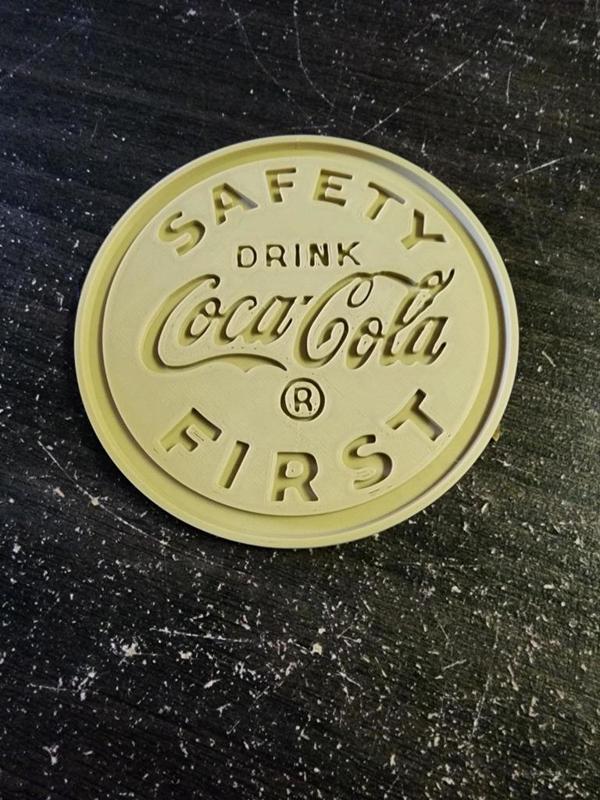 SAFETY
DRINK
Coca-Cola
®
FIRST